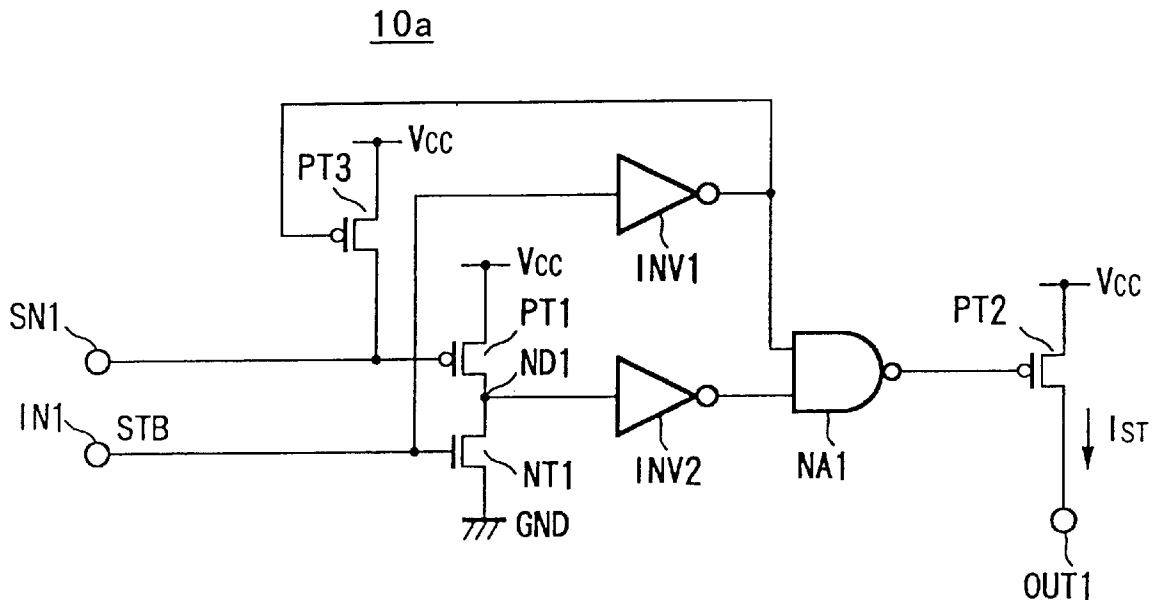 10a
VCC
PT3
INV1
VCC
VCC
SN1
PT1
PT2
ND1
IN1
STB
IST
NT1
INV2
NA1
GND
OUT1